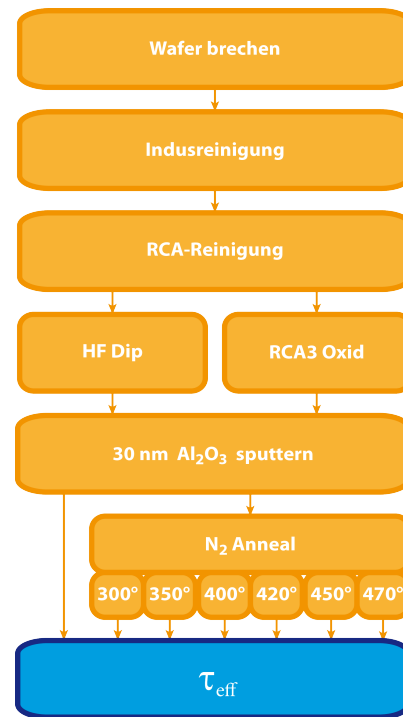 Wafer brechen
Indusreinigung
RCA-Reinigung
HF Dip
RCA3 Oxid
30 nm Al₂O₃ sputtern
N₂ Anneal
300° 350° 400° 420° 450° 470°
τ_eff